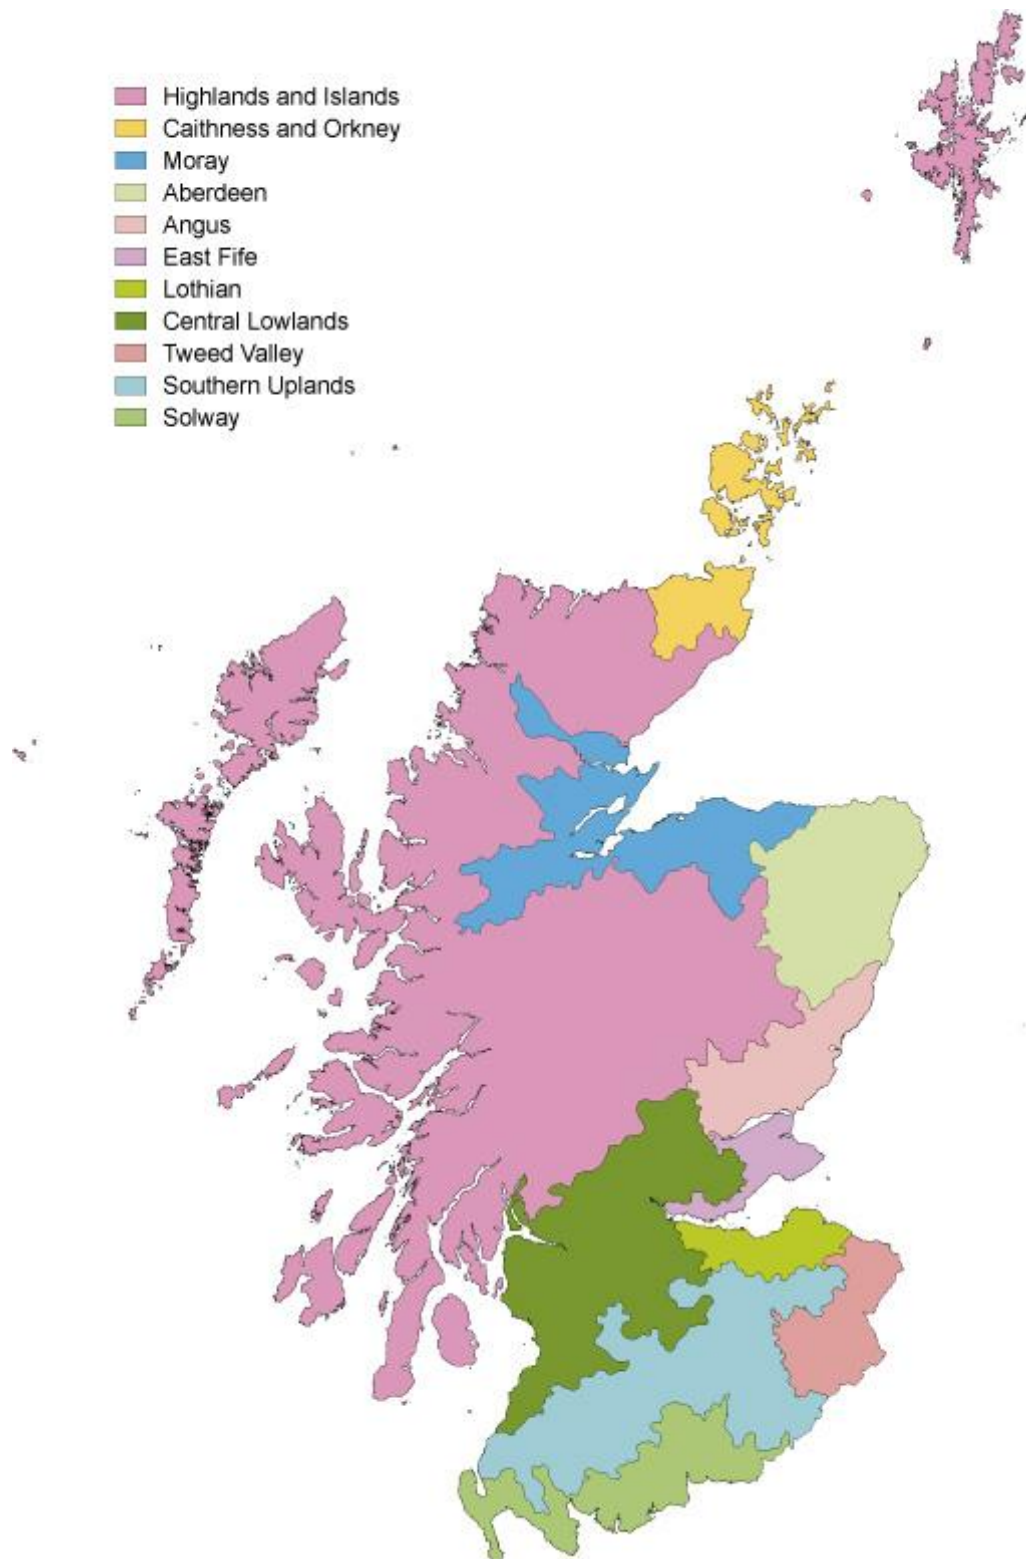 Highlands and Islands
Caithness and Orkney
Moray
Aberdeen
Angus
East Fife
Lothian
Central Lowlands
Tweed Valley
Southern Uplands
Solway